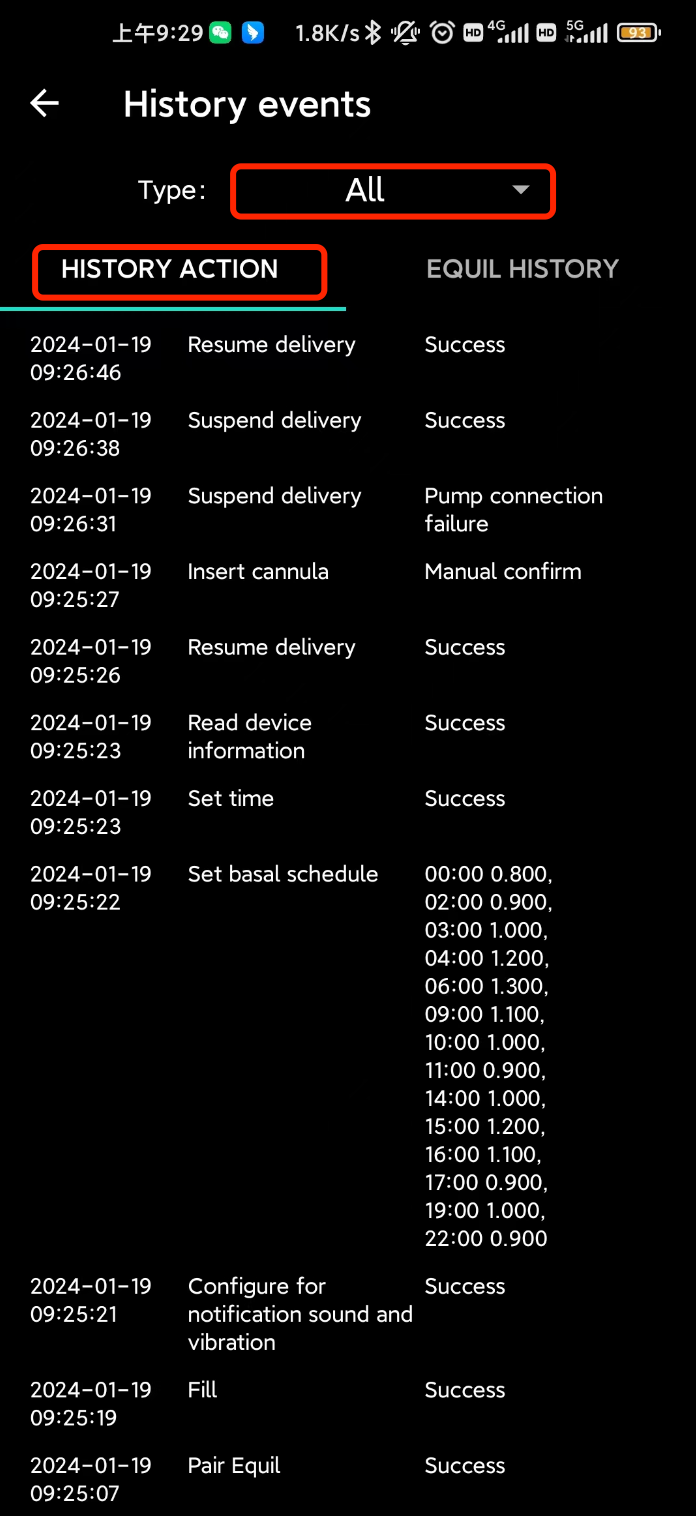 上午9:29 1.8K/s HD 4G HD 5G 93
History events
Type: All
HISTORY ACTION EQUIL HISTORY
2024-01-19 Resume delivery Success
09:26:46
2024-01-19 Suspend delivery Success
09:26:38
2024-01-19 Suspend delivery Pump connection
09:26:31 failure
2024-01-19 Insert cannula Manual confirm
09:25:27
2024-01-19 Resume delivery Success
09:25:26
2024-01-19 Read device Success
09:25:23 information
2024-01-19 Set time Success
09:25:23
2024-01-19 Set basal schedule 00:00 0.800,
09:25:22 02:00 0.900,
03:00 1.000,
04:00 1.200,
06:00 1.300,
09:00 1.100,
10:00 1.000,
11:00 0.900,
14:00 1.000,
15:00 1.200,
16:00 1.100,
17:00 0.900,
19:00 1.000,
22:00 0.900
2024-01-19 Configure for Success
09:25:21 notification sound and
vibration
2024-01-19 Fill Success
09:25:19
2024-01-19 Pair Equil Success
09:25:07